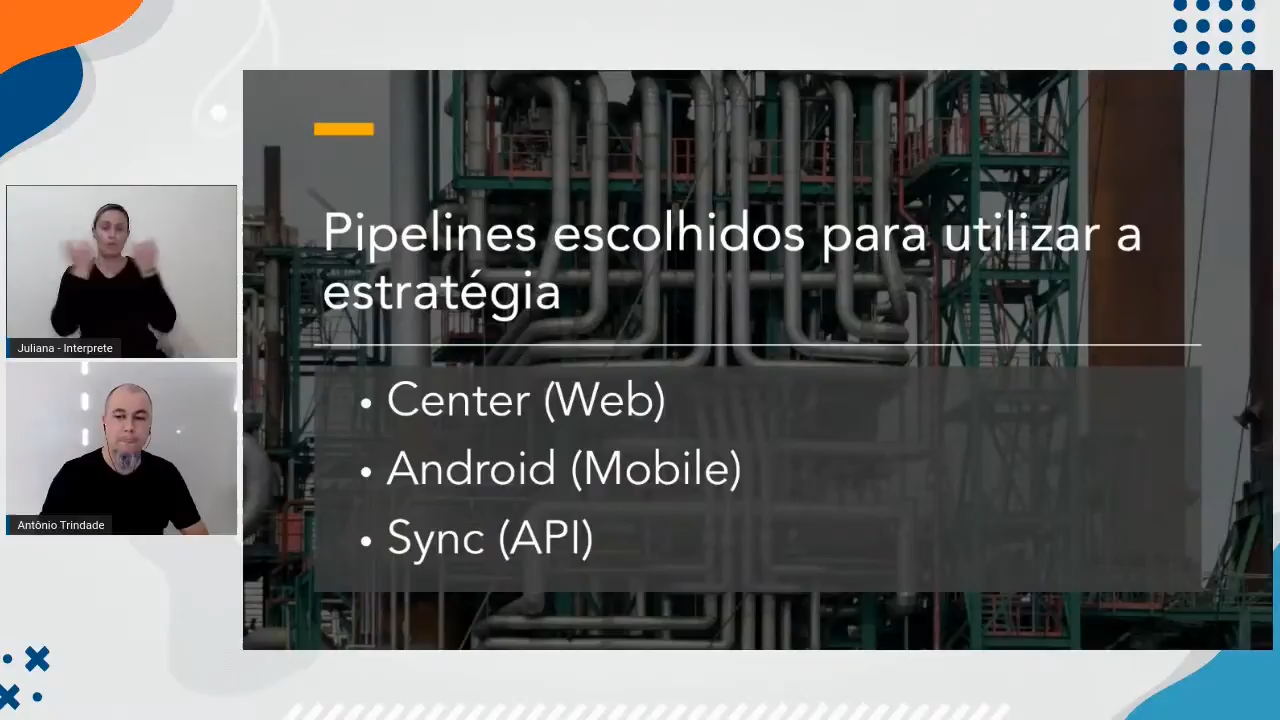 Pipelines escolhidos para utilizar a
estratégia
• Center (Web)
• Android (Mobile)
• Sync (API)
Juliana - Interprete
Antônio Trindade